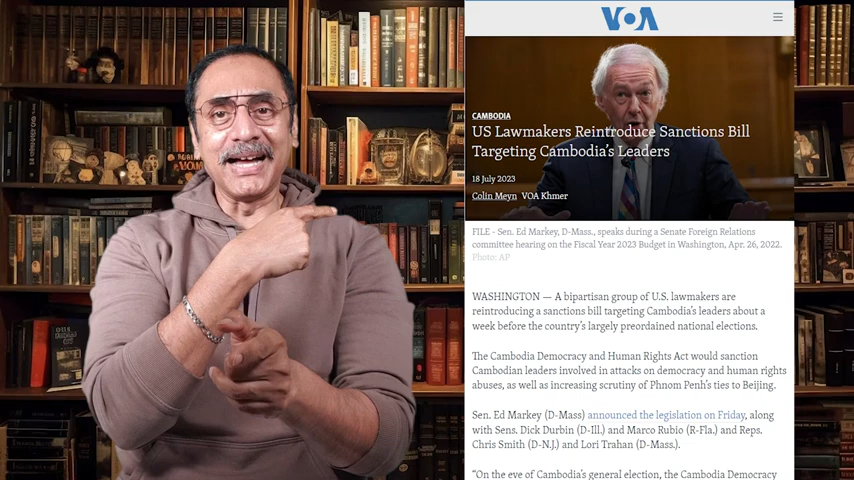 VOA
CAMBODIA
US Lawmakers Reintroduce Sanctions Bill
Targeting Cambodia's Leaders
18 July 2023
Colin Meyn VOA Khmer
FILE - Sen. Ed Markey, D-Mass., speaks during a Senate Foreign Relations
committee hearing on the Fiscal Year 2023 Budget in Washington, Apr. 26, 2022.
Photo: AP
WASHINGTON — A bipartisan group of U.S. lawmakers are
reintroducing a sanctions bill targeting Cambodia's leaders about a
week before the country's largely preordained national elections.
The Cambodia Democracy and Human Rights Act would sanction
Cambodian leaders involved in attacks on democracy and human rights
abuses, as well as increasing scrutiny of Phnom Penh's ties to Beijing.
Sen. Ed Markey (D-Mass) announced the legislation on Friday, along
with Sens. Dick Durbin (D-Ill.) and Marco Rubio (R-Fla.) and Reps.
Chris Smith (D-N.J.) and Lori Trahan (D-Mass.).
"On the eve of Cambodia's general election, the Cambodia Democracy